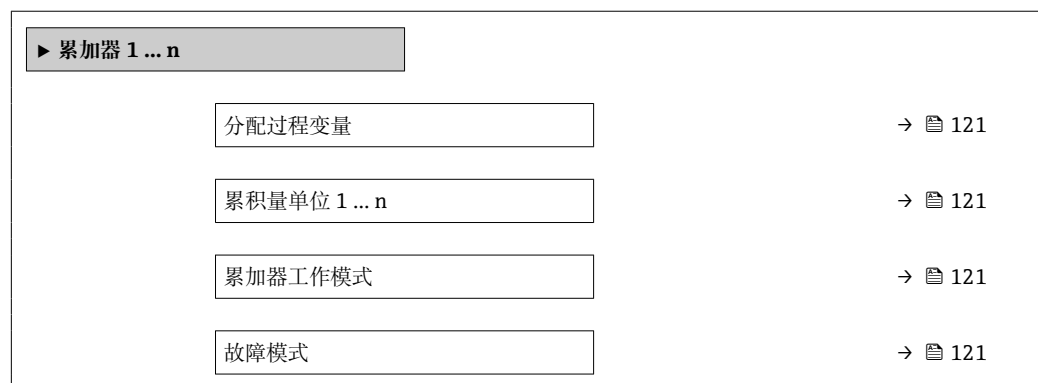 ▶ 累加器 1 … n
分配过程变量 → 🖹 121
累积量单位 1 … n → 🖹 121
累加器工作模式 → 🖹 121
故障模式 → 🖹 121